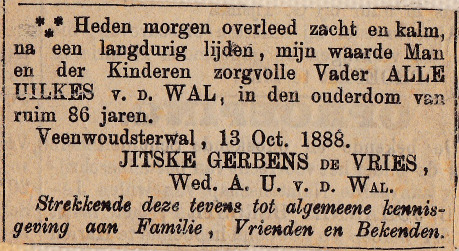 ⁂ Heden morgen overleed zacht en kalm,
na een langdurig lijden, mijn waarde Man
en der Kinderen zorgvolle Vader ALLE
UILKES v. d. WAL, in den ouderdom van
ruim 86 jaren.
Veenwoudsterwal, 13 Oct. 1888.
JITSKE GERBENS DE VRIES,
Wed. A. U. v. d. Wal.
Strekkende deze tevens tot algemeene kennis-
geving aan Familie, Vrienden en Bekenden.